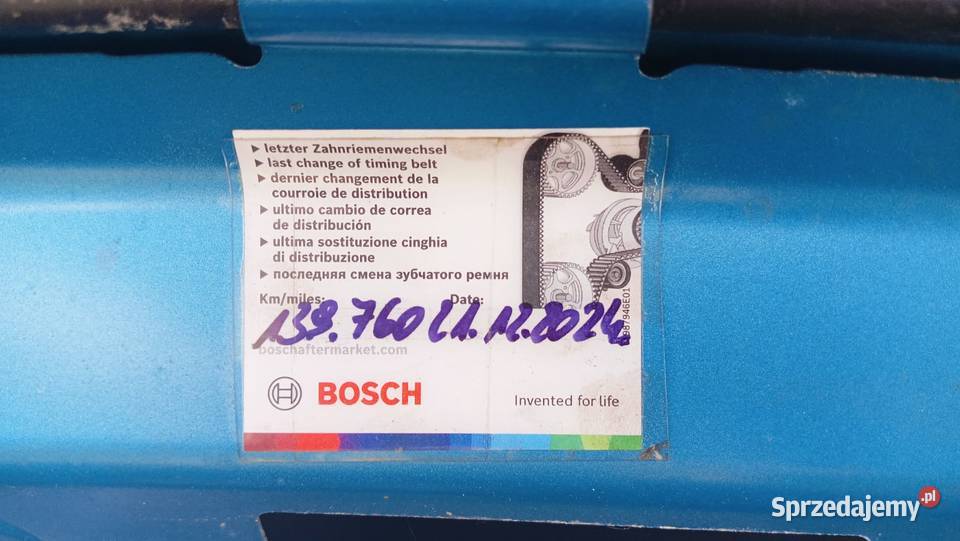 ▸ letzter Zahnriemenwechsel
▸ last change of timing belt
▸ dernier changement de la
courroie de distribution
▸ ultimo cambio de correa
de distribución
▸ ultima sostituzione cinghia
di distribuzione
▸ последняя смена зубчатого ремня
Km/miles: Date:
139.760 21.12.2024
boschaftermarket.com
BOSCH
Invented for life
Sprzedajemy.pl